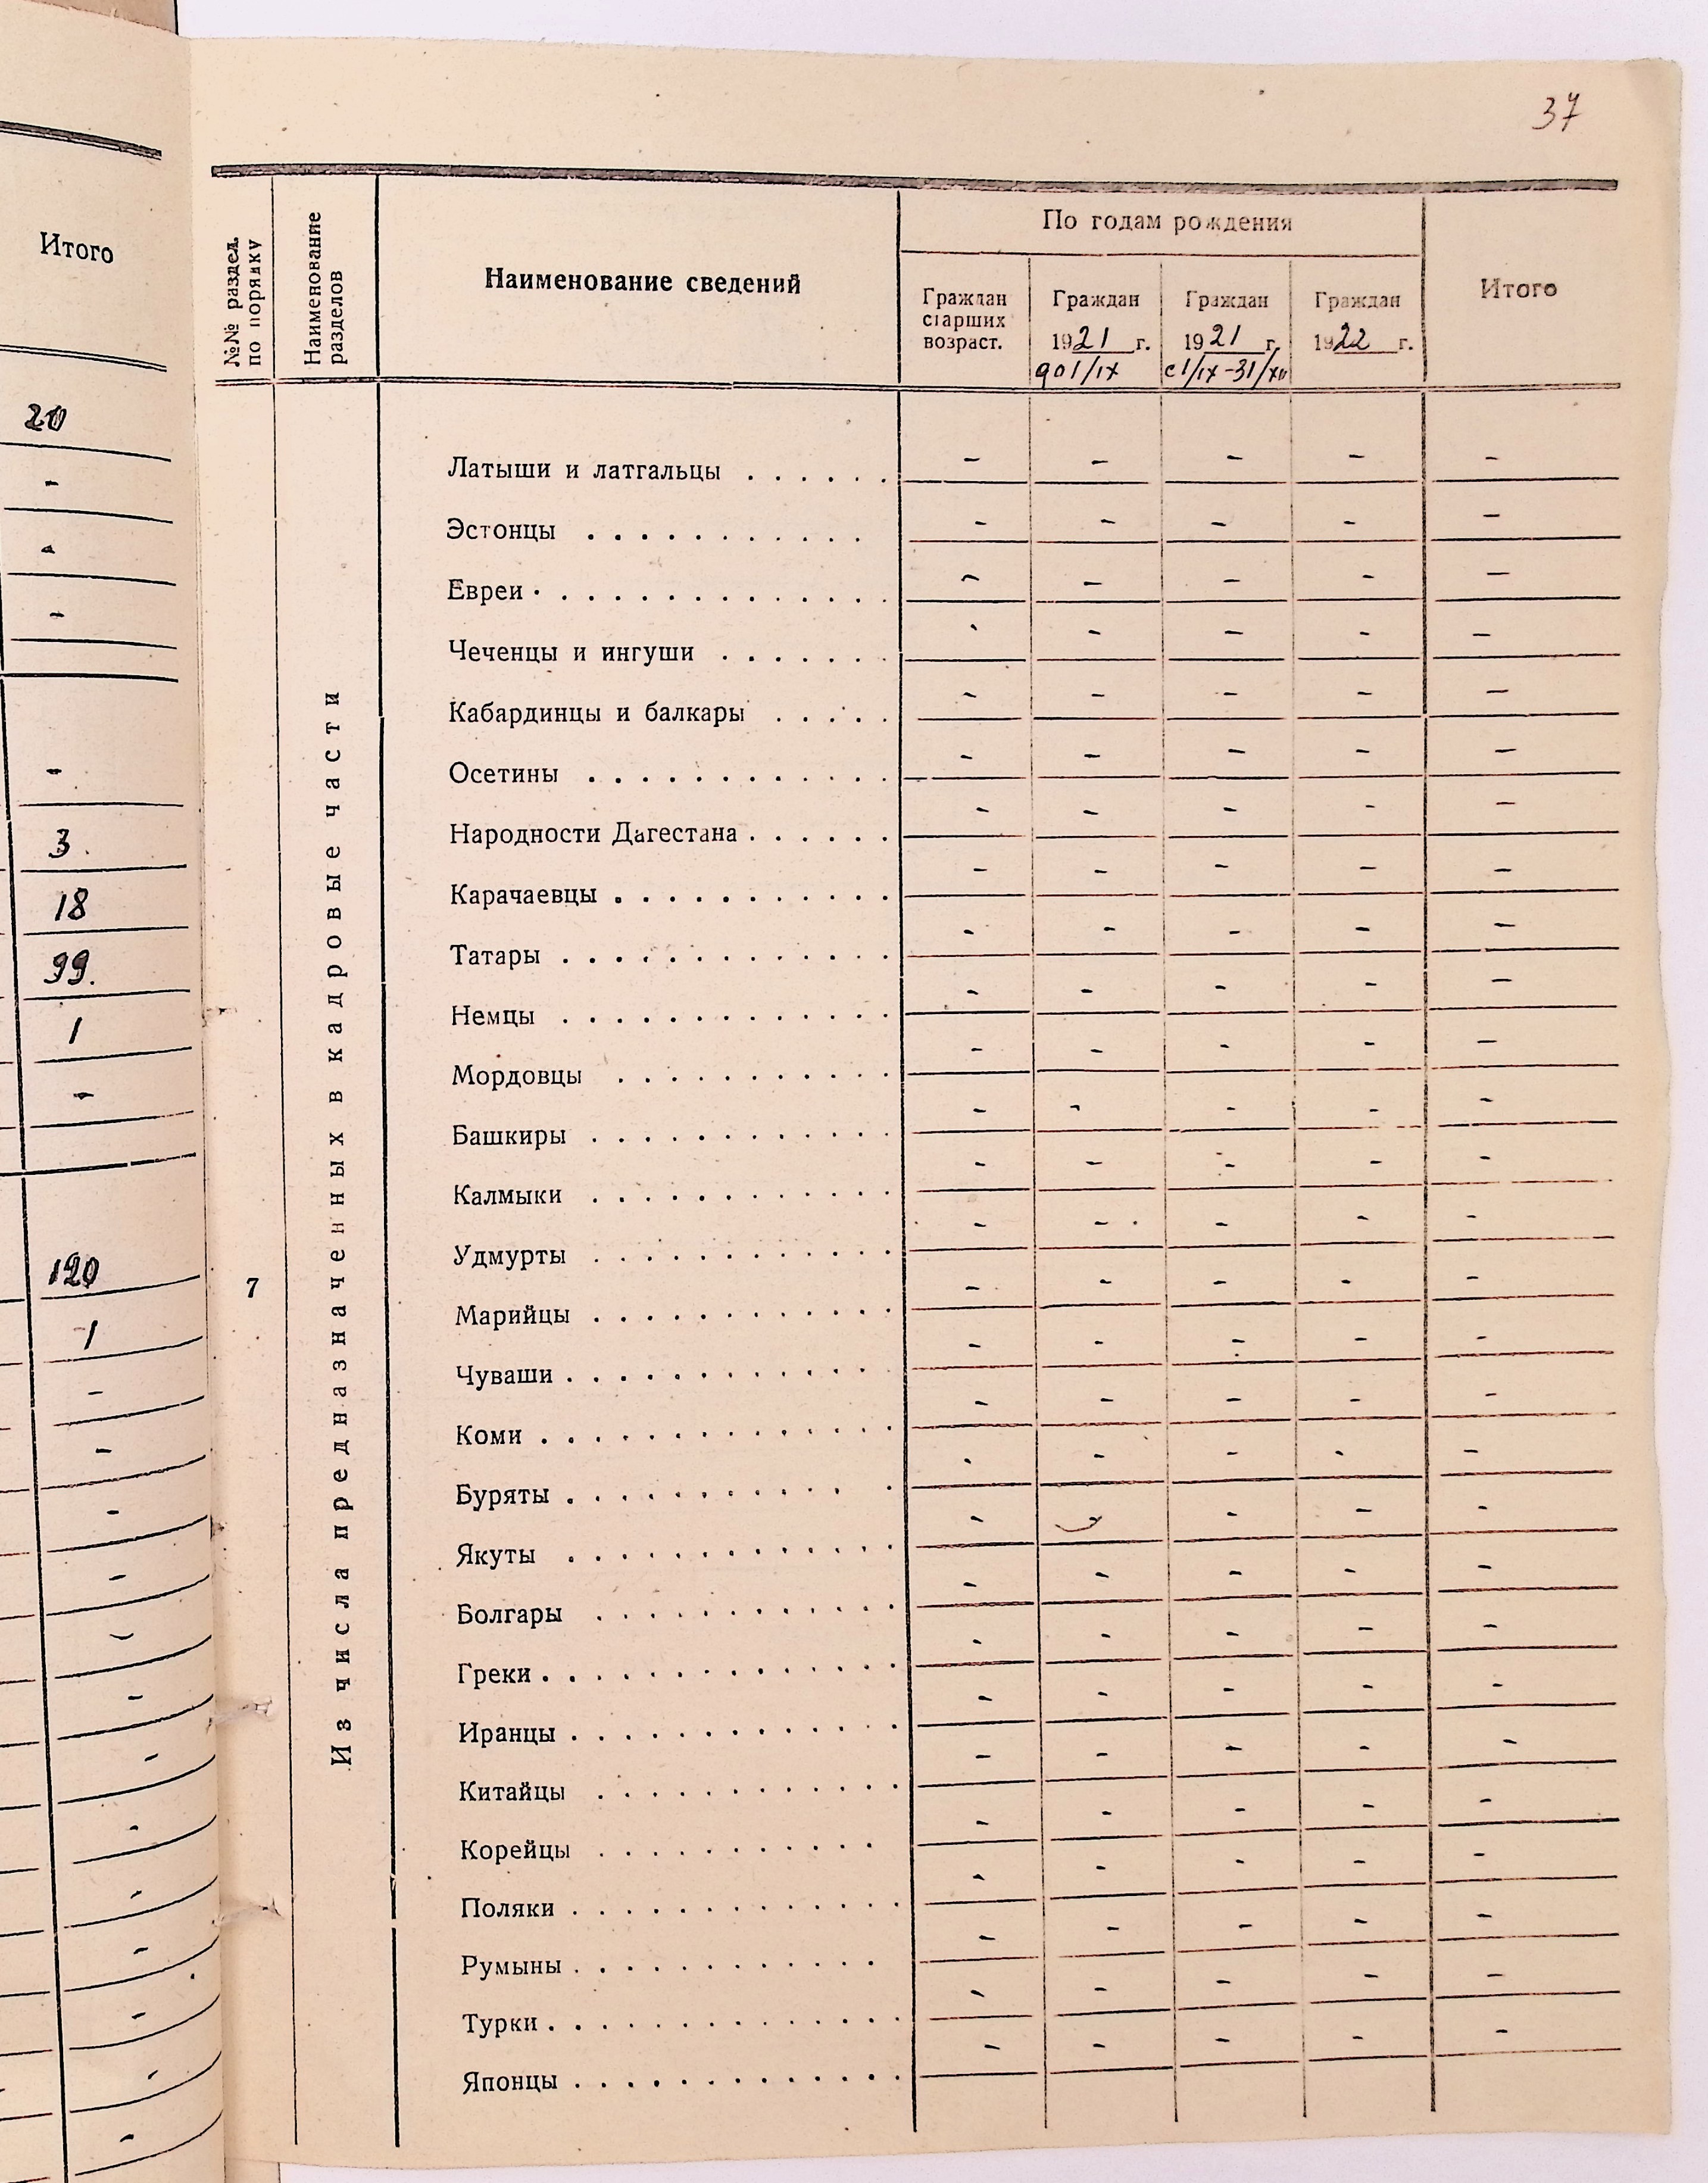 Итого
20
-
-
-
-
3
18
99.
1
-
120
1
-
-
-
-
-
-
-
-
-
-
-
-
-
37
№№ раздел. по порядку
Наименование разделов
Наименование сведений
По годам рождения
Итого
Граждан старших возраст.
Граждан 1921 г. до 1/IX
Граждан 1921 г. с 1/IX-31/XII
Граждан 1922 г.
7
Из числа предназначенных в кадровые части
Латыши и латгальцы . . . . . . - - - - -
Эстонцы . . . . . . . . . . . - - - - -
Евреи . . . . . . . . . . . . . . - - - - -
Чеченцы и ингуши . . . . . . . - - - - -
Кабардинцы и балкары . . . . . - - - - -
Осетины . . . . . . . . . . . . - - - - -
Народности Дагестана . . . . . . - - - - -
Карачаевцы . . . . . . . . . . . - - - - -
Татары . . . . . . . . . . . . . - - - - -
Немцы . . . . . . . . . . . . . - - - - -
Мордовцы . . . . . . . . . . . - - - - -
Башкиры . . . . . . . . . . . . - - - - -
Калмыки . . . . . . . . . . . . - - - - -
Удмурты . . . . . . . . . . . . - - - - -
Марийцы . . . . . . . . . . . . - - - - -
Чуваши . . . . . . . . . . . . - - - - -
Коми . . . . . . . . . . . . . . - - - - -
Буряты . . . . . . . . . . . . - - - - -
Якуты . . . . . . . . . . . . . - - - - -
Болгары . . . . . . . . . . . . - - - - -
Греки . . . . . . . . . . . . . . - - - - -
Иранцы . . . . . . . . . . . . . - - - - -
Китайцы . . . . . . . . . . . . - - - - -
Корейцы . . . . . . . . . . . - - - - -
Поляки . . . . . . . . . . . . . - - - - -
Румыны . . . . . . . . . . . . - - - - -
Турки . . . . . . . . . . . . . . - - - - -
Японцы . . . . . . . . . . . . . - - - - -